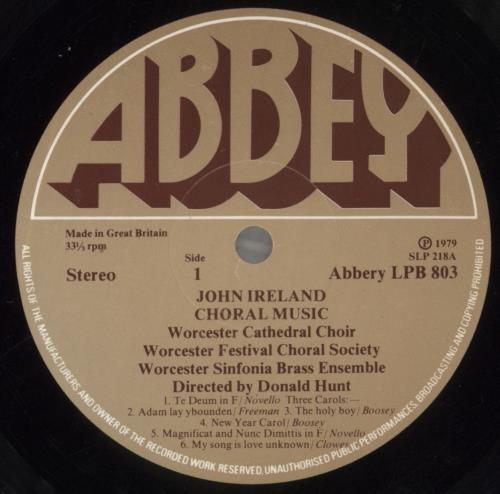 ABBEY
Made in Great Britain
33⅓ rpm
Stereo
Side
1
Ⓟ 1979
SLP 218A
Abbery LPB 803
JOHN IRELAND
CHORAL MUSIC
Worcester Cathedral Choir
Worcester Festival Choral Society
Worcester Sinfonia Brass Ensemble
Directed by Donald Hunt
1. Te Deum in F/Novello Three Carols:—
2. Adam lay ybounden/Freeman 3. The holy boy/Boosey
4. New Year Carol/Boosey
5. Magnificat and Nunc Dimittis in F/Novello
6. My song is love unknown/Clowes
ALL RIGHTS OF THE MANUFACTURERS AND OWNER OF THE RECORDED WORK RESERVED. UNAUTHORISED PUBLIC PERFORMANCES, BROADCASTING AND COPYING PROHIBITED